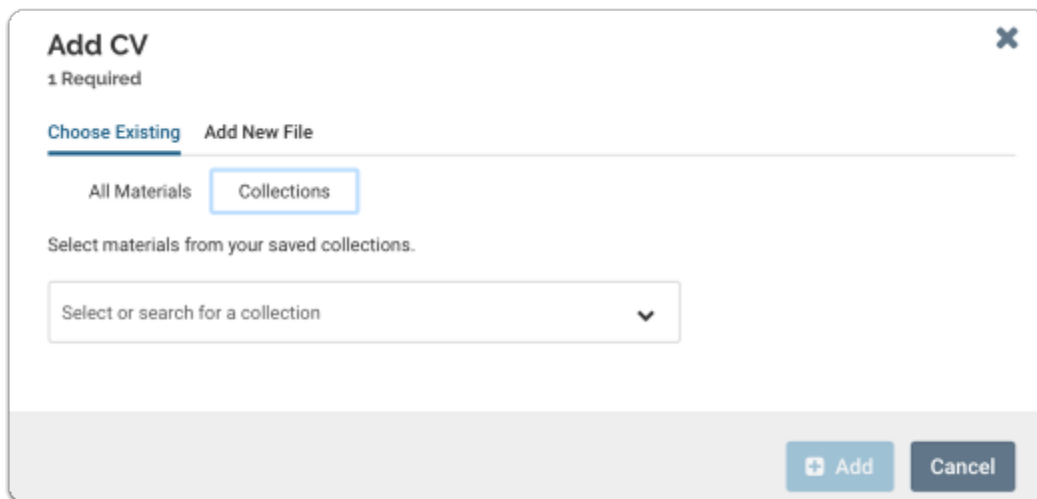 Add CV
1 Required
Choose Existing Add New File
All Materials Collections
Select materials from your saved collections.
Select or search for a collection
Add Cancel